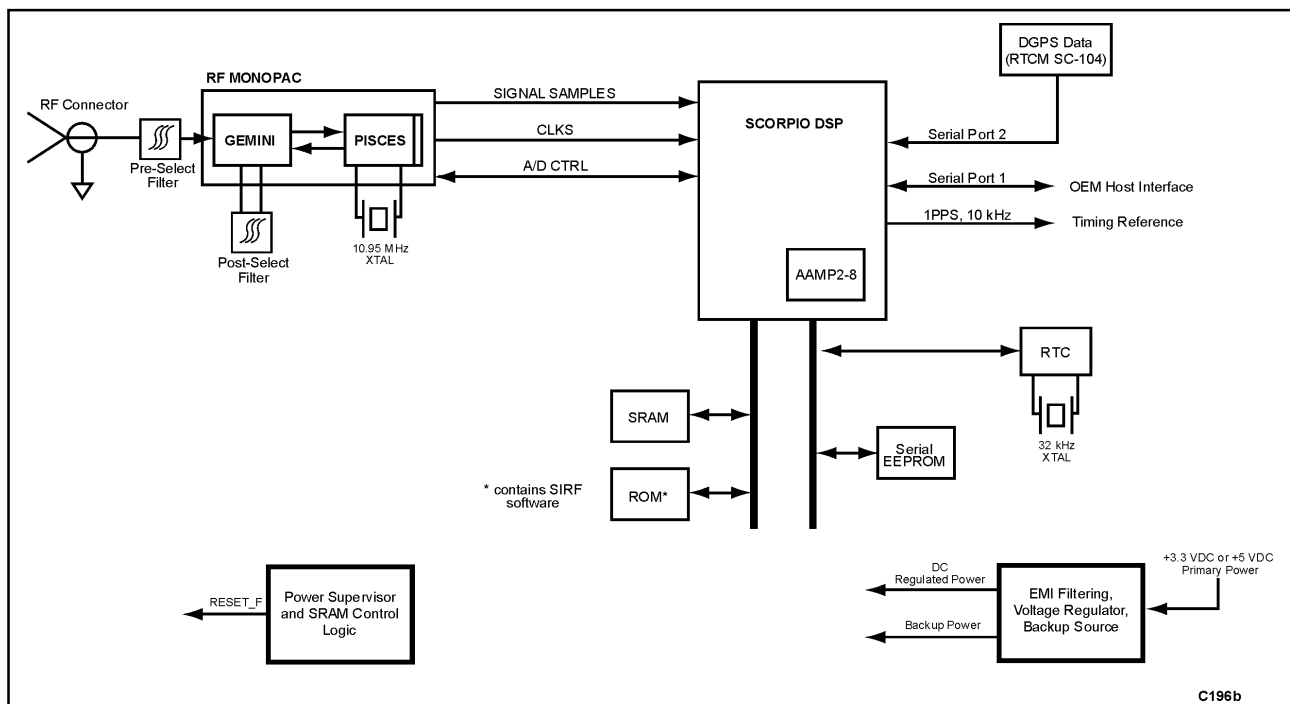 DGPS Data
(RTCM SC-104)
RF MONOPAC
RF Connector
SIGNAL SAMPLES
SCORPIO DSP
GEMINI
PISCES
CLKS
Serial Port 2
Pre-Select
Filter
A/D CTRL
Serial Port 1
OEM Host Interface
1PPS, 10 kHz
Timing Reference
10.95 MHz
XTAL
Post-Select
Filter
AAMP2-8
RTC
SRAM
32 kHz
XTAL
Serial
EEPROM
* contains SIRF
software
ROM*
+3.3 VDC or +5 VDC
Primary Power
DC
Regulated Power
EMI Filtering,
Voltage Regulator,
Backup Source
Backup Power
RESET_F
Power Supervisor
and SRAM Control
Logic
C196b